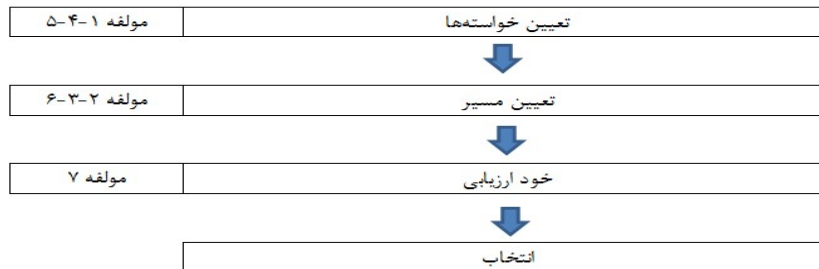 تعیین خواسته‌ها
مولفه ۱-۴-۵
تعیین مسیر
مولفه ۲-۳-۶
خود ارزیابی
مولفه ۷
انتخاب